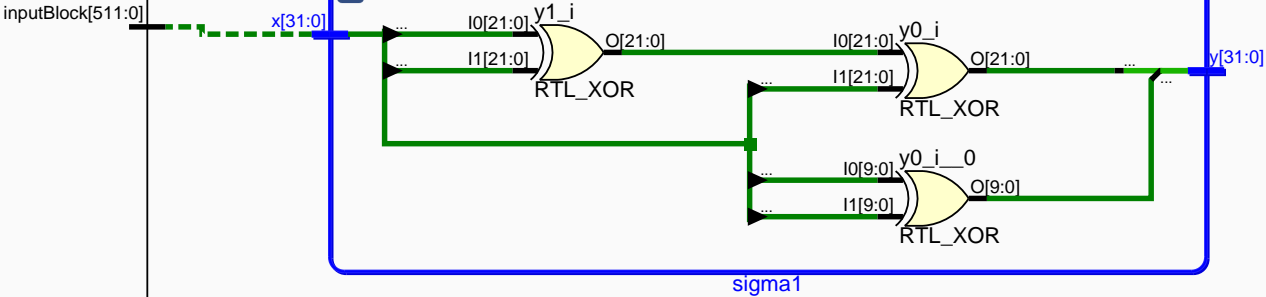 inputBlock[511:0]
x[31:0]
...
I0[21:0]
y1_i
O[21:0]
...
I1[21:0]
RTL_XOR
I0[21:0]
y0_i
O[21:0]
...
y[31:0]
...
...
I1[21:0]
RTL_XOR
y0_i__0
...
I0[9:0]
O[9:0]
...
I1[9:0]
RTL_XOR
sigma1